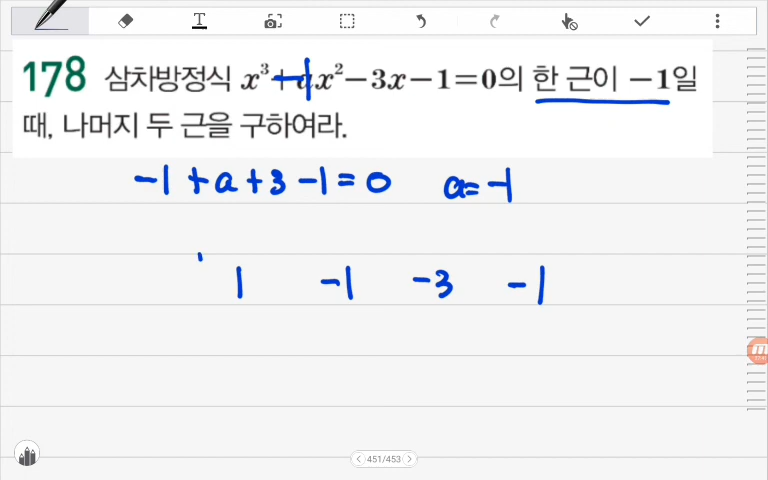 T
178 삼차방정식 x³+ax²−3x−1=0의 한 근이 −1일
−1
때, 나머지 두 근을 구하여라.
−1+a+3−1=0 a=−1
1 −1 −3 −1
451/453